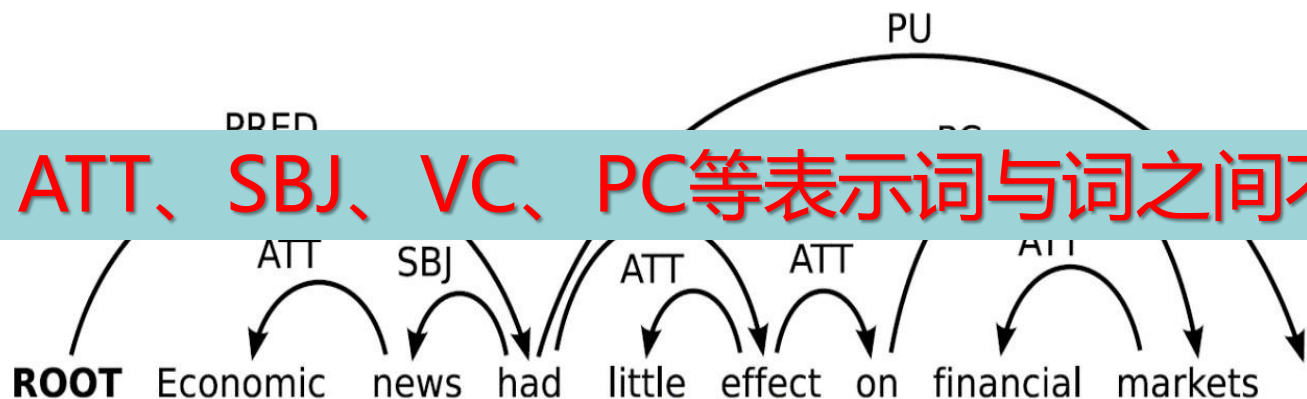 PU
PRED
PC
ATT、SBJ、VC、PC等表示词与词之间
ATT
SBJ
ATT
ATT
ATT
ROOT Economic news had little effect on financial markets